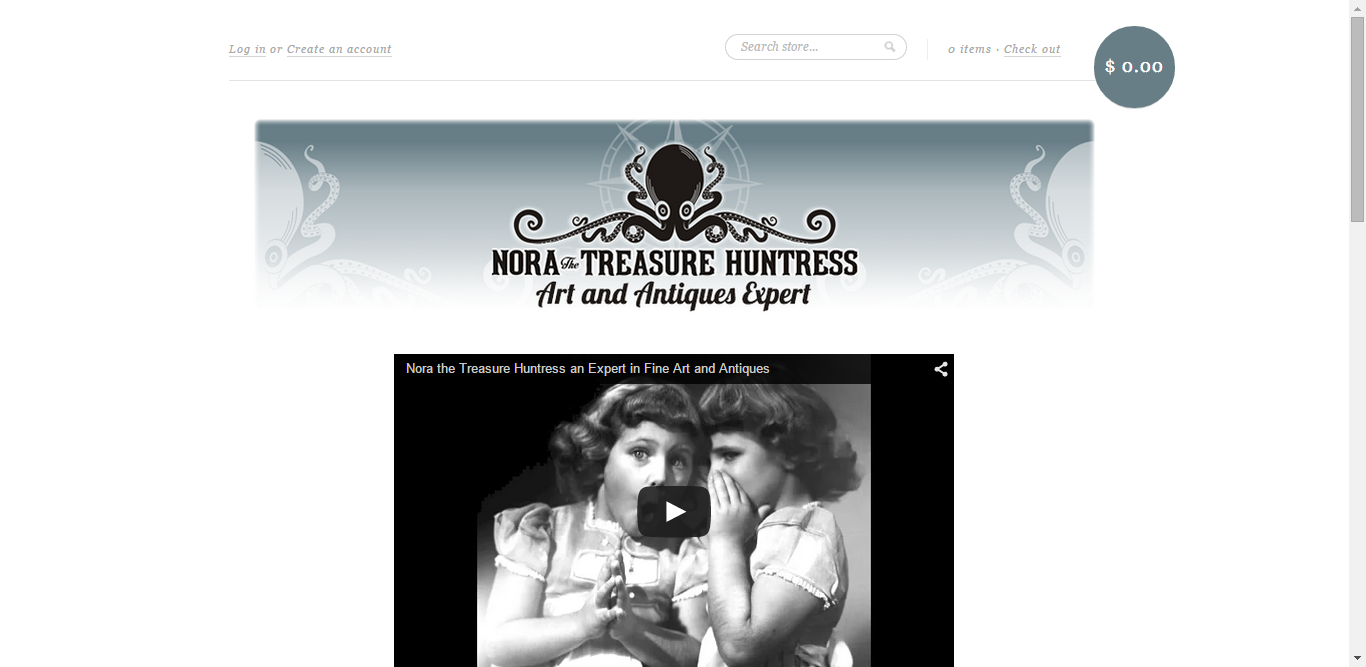 Log in or Create an account
Search store...
0 items · Check out
$ 0.00
NORA The TREASURE HUNTRESS
Art and Antiques Expert
Nora the Treasure Huntress an Expert in Fine Art and Antiques